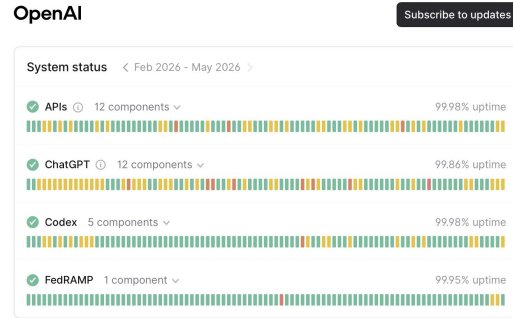 OpenAI
Subscribe to updates
System status < Feb 2026 - May 2026 >
APIs 12 components 99.98% uptime
ChatGPT 12 components 99.86% uptime
Codex 5 components 99.98% uptime
FedRAMP 1 component 99.95% uptime